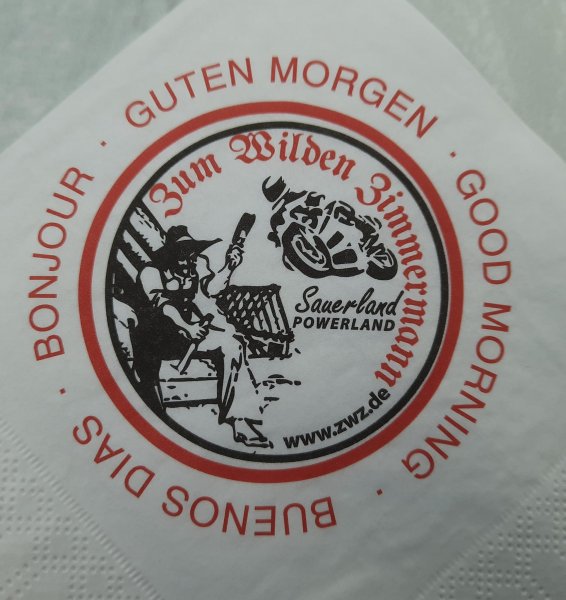 GUTEN MORGEN · GOOD MORNING · BUENOS DIAS · BONJOUR ·
Zum Wilden Zimmermann
Sauerland
POWERLAND
www.zwz.de